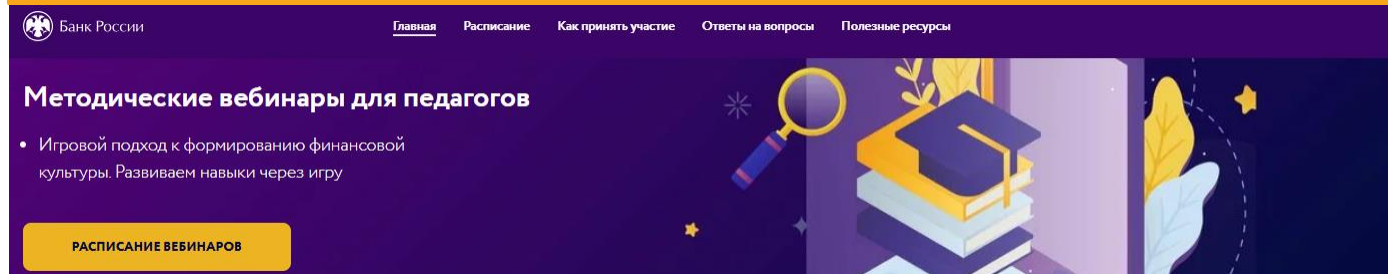 Банк России
Главная
Расписание
Как принять участие
Ответы на вопросы
Полезные ресурсы
Методические вебинары для педагогов
• Игровой подход к формированию финансовой
культуры. Развиваем навыки через игру
РАСПИСАНИЕ ВЕБИНАРОВ